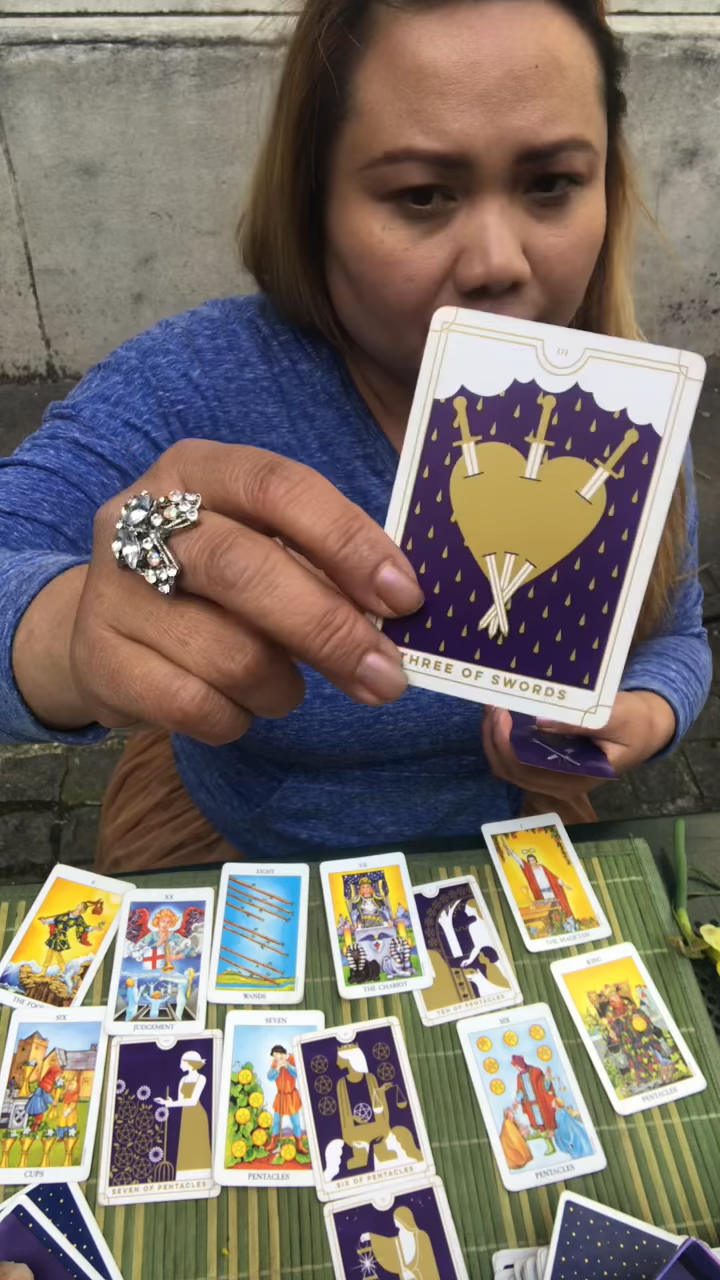 III
THREE OF SWORDS
EIGHT
WANDS
VII
THE CHARIOT
TEN OF PENTACLES
I
THE MAGICIAN
THE FOO
XX
JUDGEMENT
KING
PENTACLES
SIX
CUPS
SEVEN OF PENTACLES
SEVEN
PENTACLES
SIX OF PENTACLES
SIX
PENTACLES